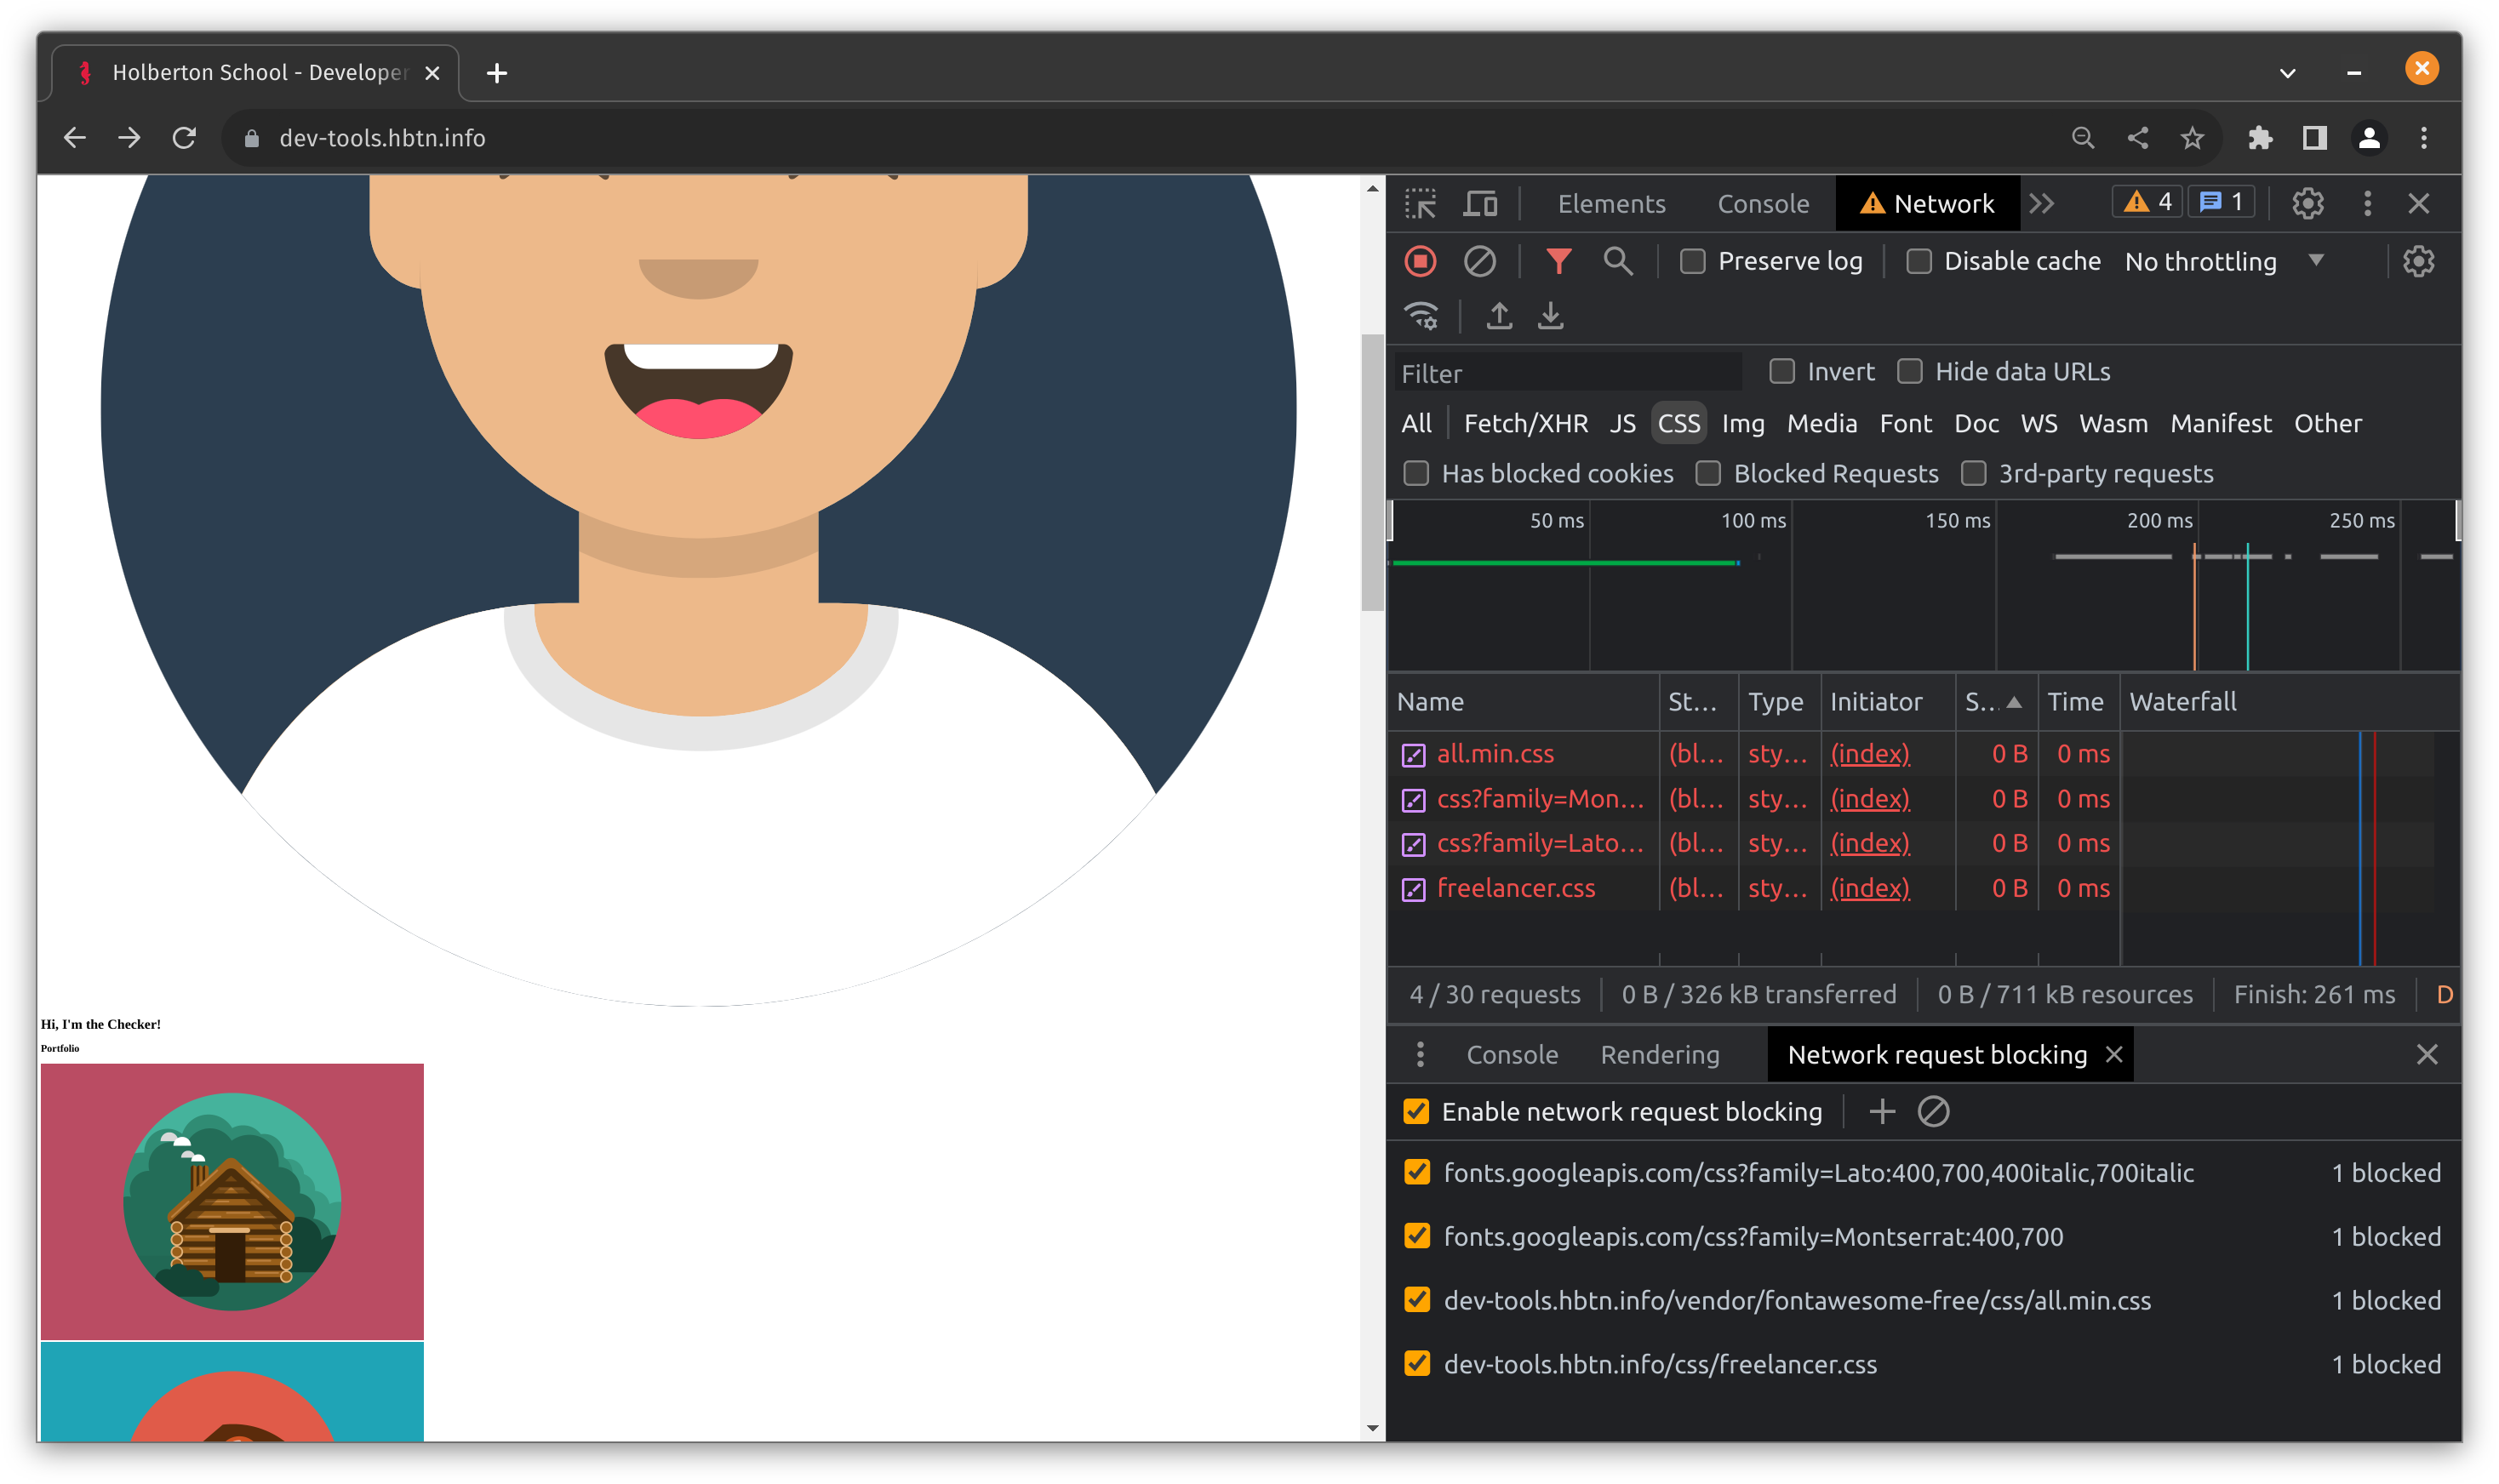 Holberton School - Developer
dev-tools.hbtn.info
Elements Console Network 4 1
Preserve log Disable cache No throttling
Filter Invert Hide data URLs
All Fetch/XHR JS CSS Img Media Font Doc WS Wasm Manifest Other
Has blocked cookies Blocked Requests 3rd-party requests
50 ms 100 ms 150 ms 200 ms 250 ms
Name St... Type Initiator S... Time Waterfall
all.min.css (bl... sty... (index) 0 B 0 ms
css?family=Mon... (bl... sty... (index) 0 B 0 ms
css?family=Lato... (bl... sty... (index) 0 B 0 ms
freelancer.css (bl... sty... (index) 0 B 0 ms
4 / 30 requests 0 B / 326 kB transferred 0 B / 711 kB resources Finish: 261 ms D
Console Rendering Network request blocking
Enable network request blocking
fonts.googleapis.com/css?family=Lato:400,700,400italic,700italic 1 blocked
fonts.googleapis.com/css?family=Montserrat:400,700 1 blocked
dev-tools.hbtn.info/vendor/fontawesome-free/css/all.min.css 1 blocked
dev-tools.hbtn.info/css/freelancer.css 1 blocked
Hi, I'm the Checker!
Portfolio